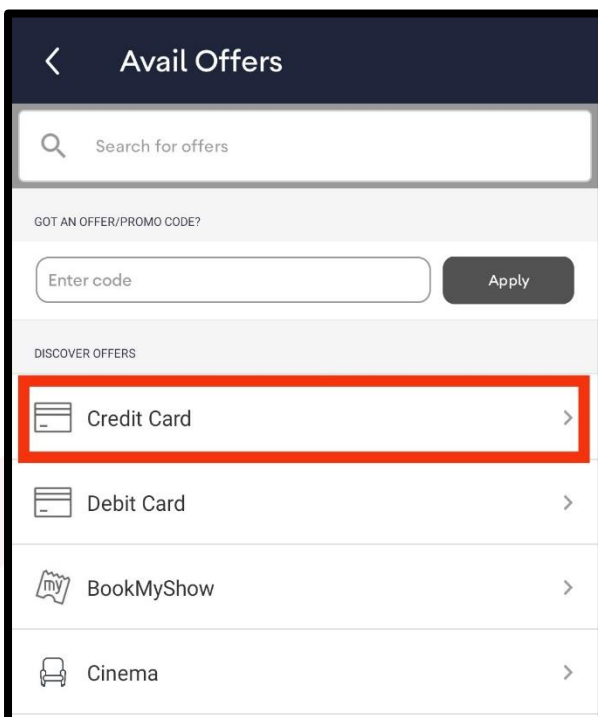 Avail Offers
Search for offers
GOT AN OFFER/PROMO CODE?
Enter code
Apply
DISCOVER OFFERS
Credit Card
Debit Card
my
BookMyShow
Cinema